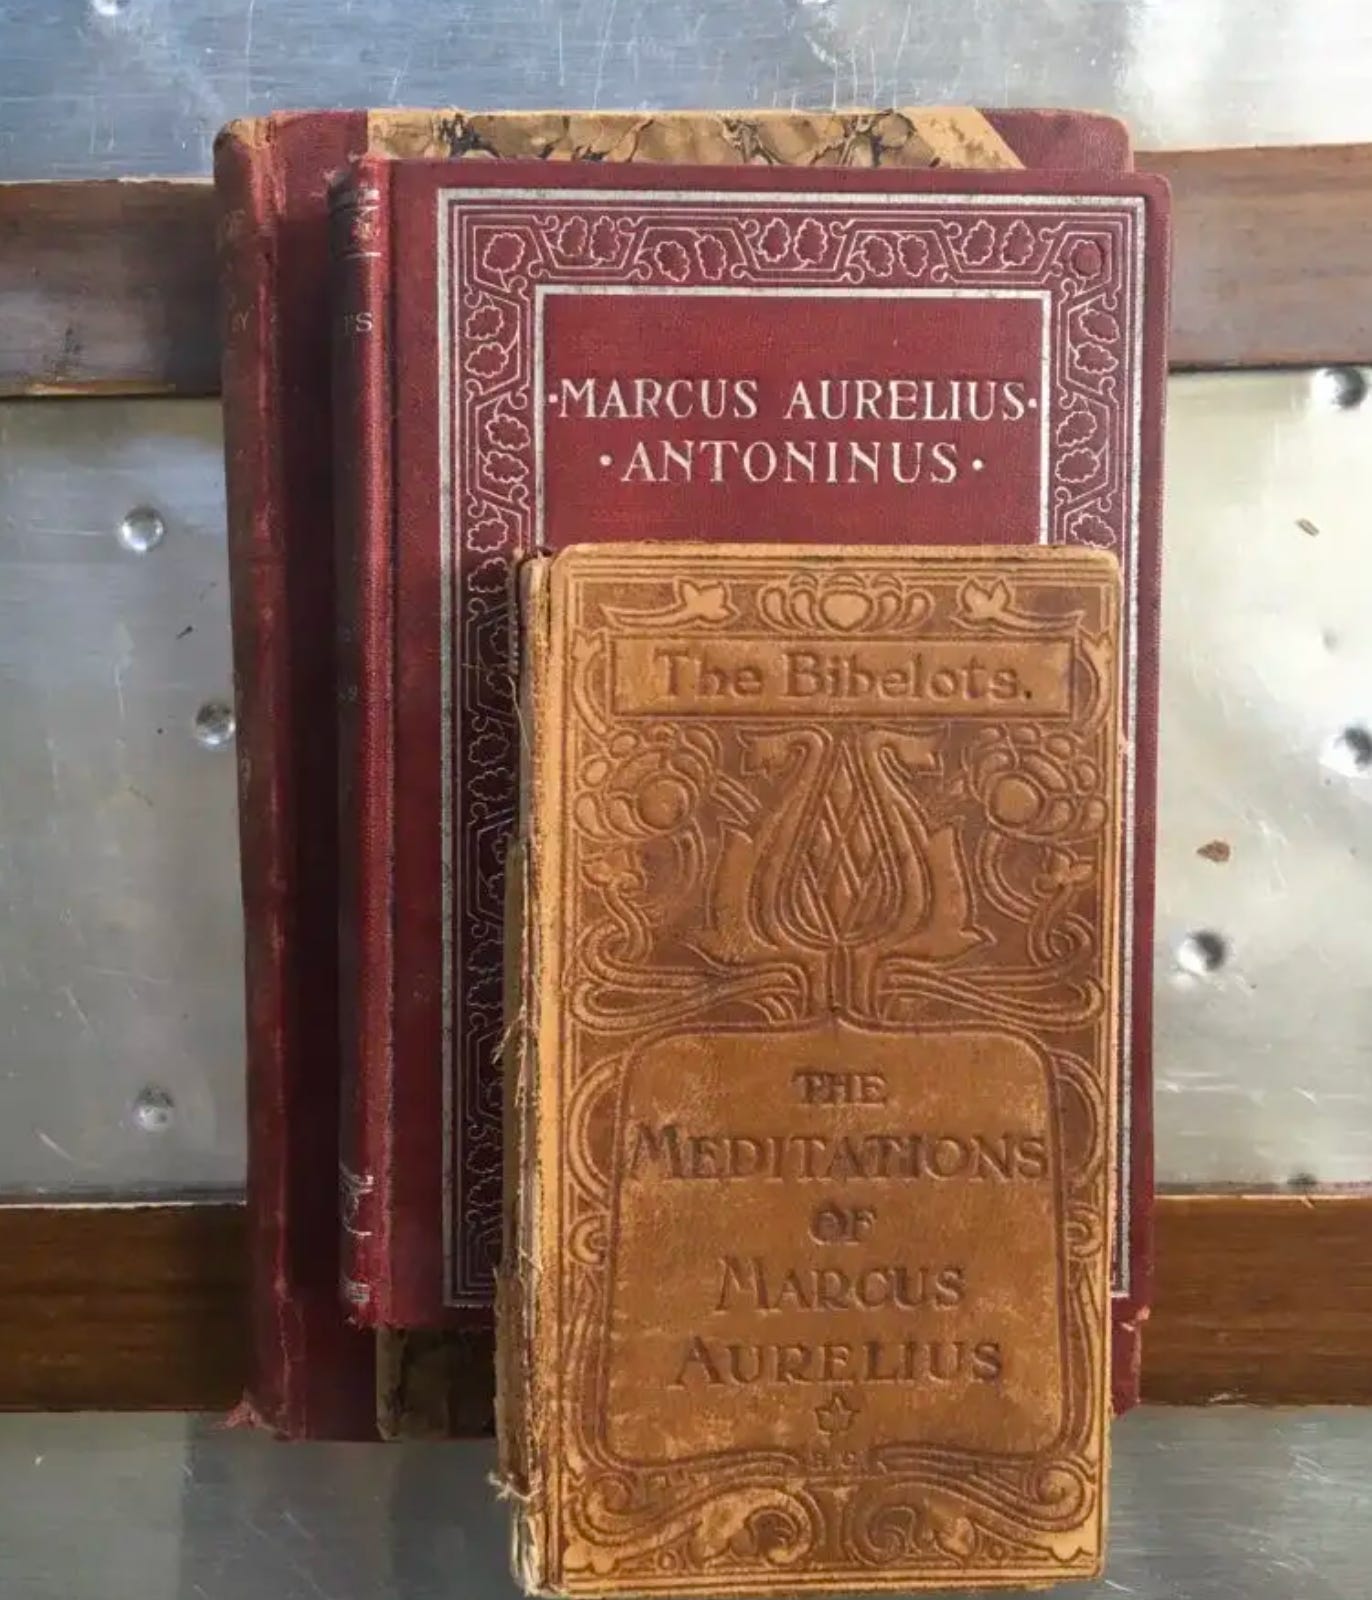 ·MARCUS AURELIUS·
·ANTONINUS·
The Bibelots.
THE
MEDITATIONS
OF
MARCUS
AURELIUS